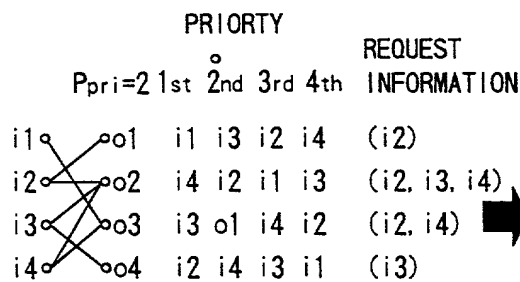 PRIORTY
REQUEST
Ppri=2 1st 2nd 3rd 4th INFORMATION
i1 o1 i1 i3 i2 i4 (i2)
i2 o2 i4 i2 i1 i3 (i2, i3, i4)
i3 o3 i3 o1 i4 i2 (i2, i4)
i4 o4 i2 i4 i3 i1 (i3)